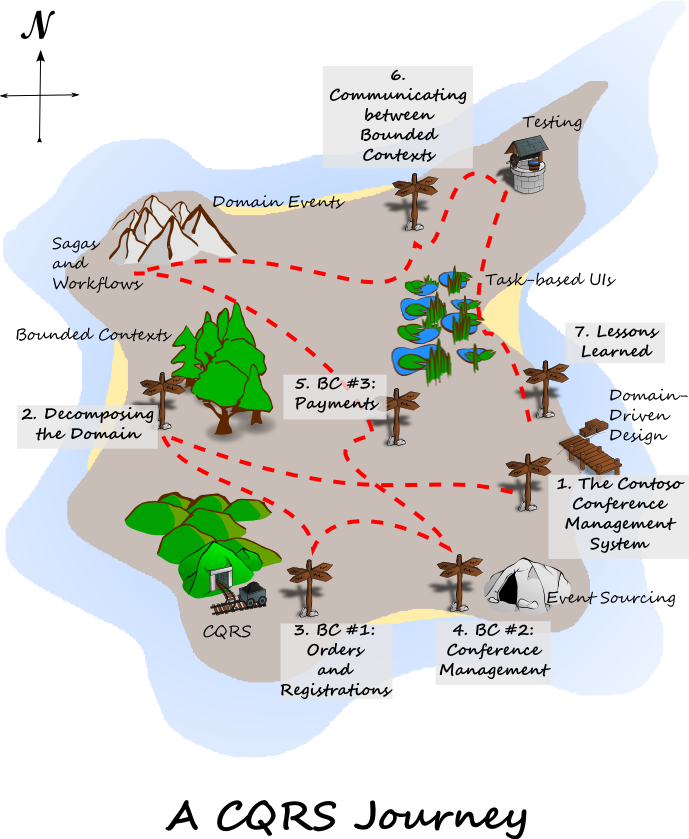 N
6.
Communicating
between
Bounded
Contexts
Testing
Domain Events
Sagas
and
Workflows
Task-based UIs
Bounded Contexts
7. Lessons
Learned
5. BC #3:
Payments
Domain-
Driven
Design
2. Decomposing
the Domain
1. The Contoso
Conference
Management
System
Event Sourcing
CQRS
3. BC #1:
Orders
and
Registrations
4. BC #2:
Conference
Management
A CQRS Journey